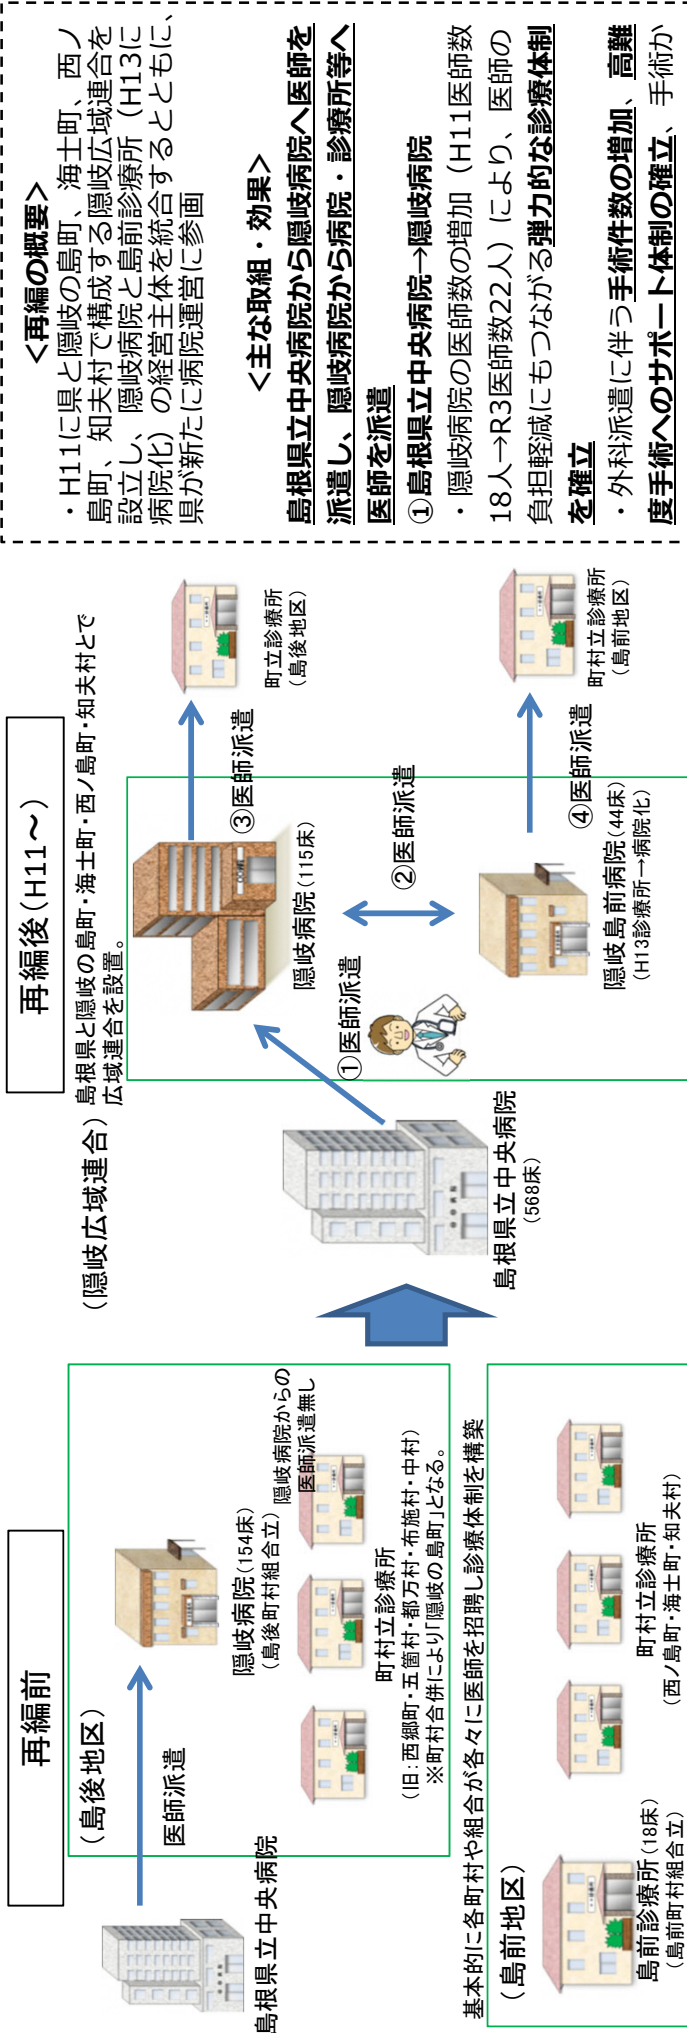 再編前
(島後地区)
島根県立中央病院
医師派遣
隠岐病院(154床)
(島後町村組合立)
隠岐病院からの
医師派遣無し
町村立診療所
(旧:西郷町・五箇村・都万村・布施村・中村)
※町村合併により「隠岐の島町」となる。
基本的に各町村や組合が各々に医師を招聘し診療体制を構築
(島前地区)
島前診療所(18床)
(島前町村組合立)
町村立診療所
(西ノ島町・海士町・知夫村)
再編後(H11~)
(隠岐広域連合)
島根県と隠岐の島町・海士町・西ノ島町・知夫村とで
広域連合を設置。
島根県立中央病院
(568床)
①医師派遣
隠岐病院(115床)
②医師派遣
隠岐島前病院(44床)
(H13診療所→病院化)
③医師派遣
町立診療所
(島後地区)
④医師派遣
町村立診療所
(島前地区)
<再編の概要>
・H11に県と隠岐の島町、海士町、西ノ
島町、知夫村で構成する隠岐広域連合を
設立し、隠岐病院と島前診療所(H13に
病院化)の経営主体を統合するとともに、
県が新たに病院運営に参画
<主な取組・効果>
島根県立中央病院から隠岐病院へ医師を
派遣し、隠岐病院から病院・診療所等へ
医師を派遣
①島根県立中央病院→隠岐病院
・隠岐病院の医師数の増加(H11医師数
18人→R3医師数22人)により、医師の
負担軽減にもつながる弾力的な診療体制
を確立
・外科派遣に伴う手術件数の増加、高難
度手術へのサポート体制の確立、手術か